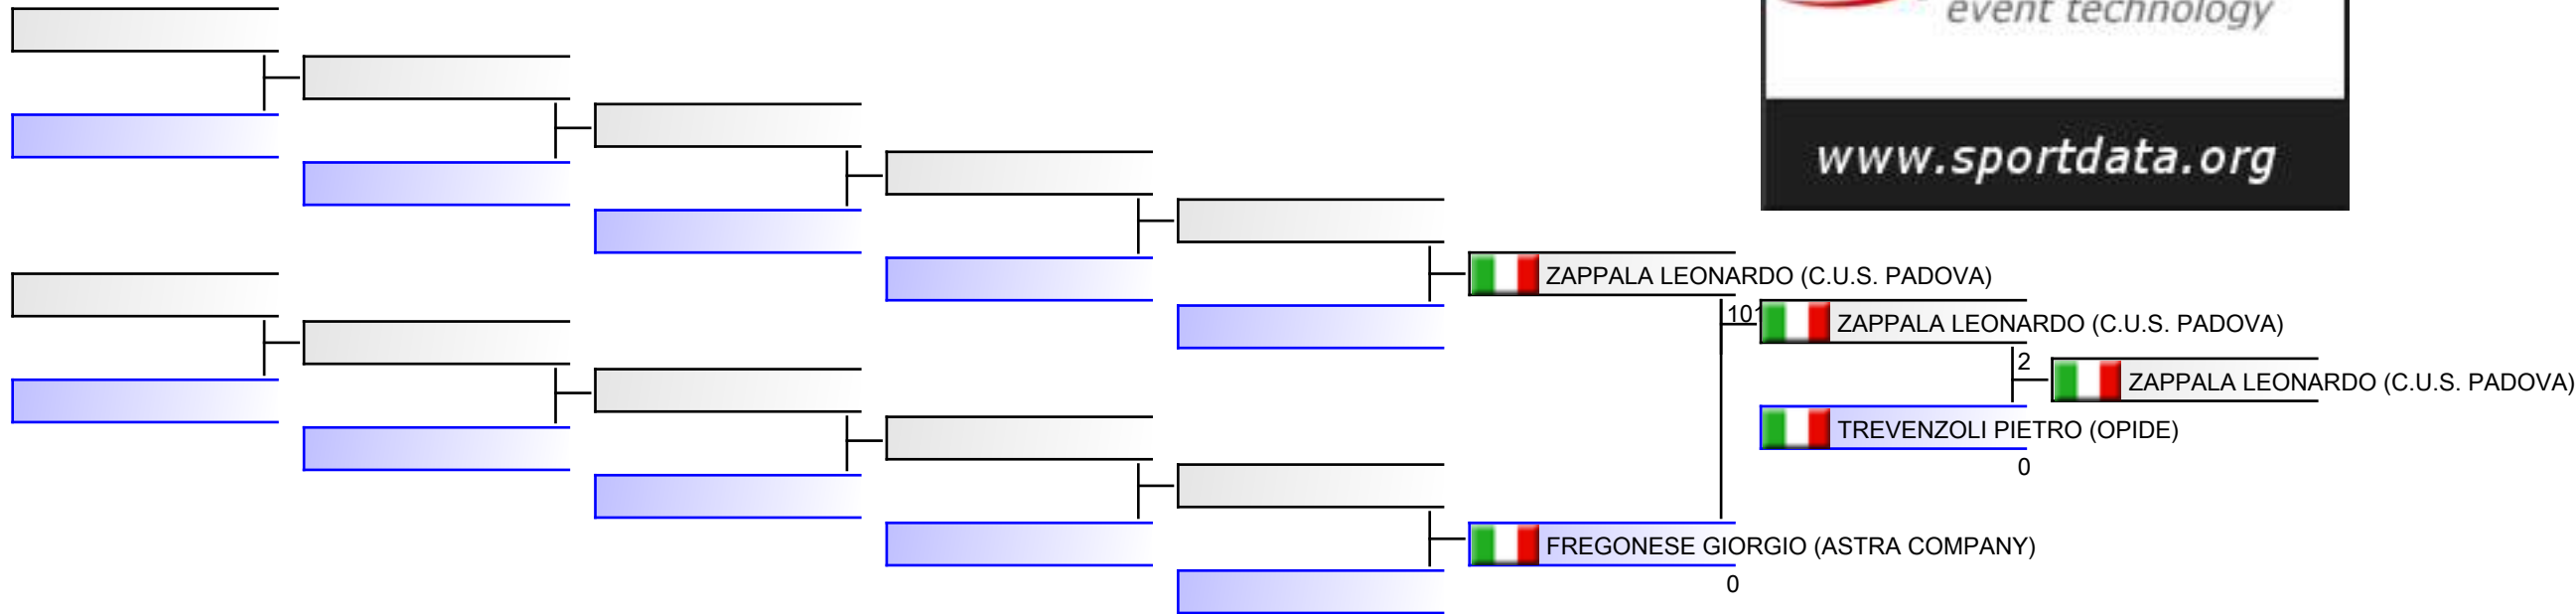 event technology
www.sportdata.org
ZAPPALA LEONARDO (C.U.S. PADOVA)
101
ZAPPALA LEONARDO (C.U.S. PADOVA)
2
ZAPPALA LEONARDO (C.U.S. PADOVA)
TREVENZOLI PIETRO (OPIDE)
0
FREGONESE GIORGIO (ASTRA COMPANY)
0